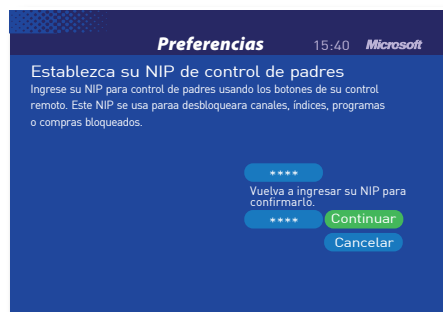 Preferencias 15:40 Microsoft
Establezca su NIP de control de padres
Ingrese su NIP para control de padres usando los botones de su control
remoto. Este NIP se usa paraa desbloqueara canales, índices, programas
o compras bloqueados.
****
Vuelva a ingresar su NIP para
confirmarlo.
**** Continuar
Cancelar